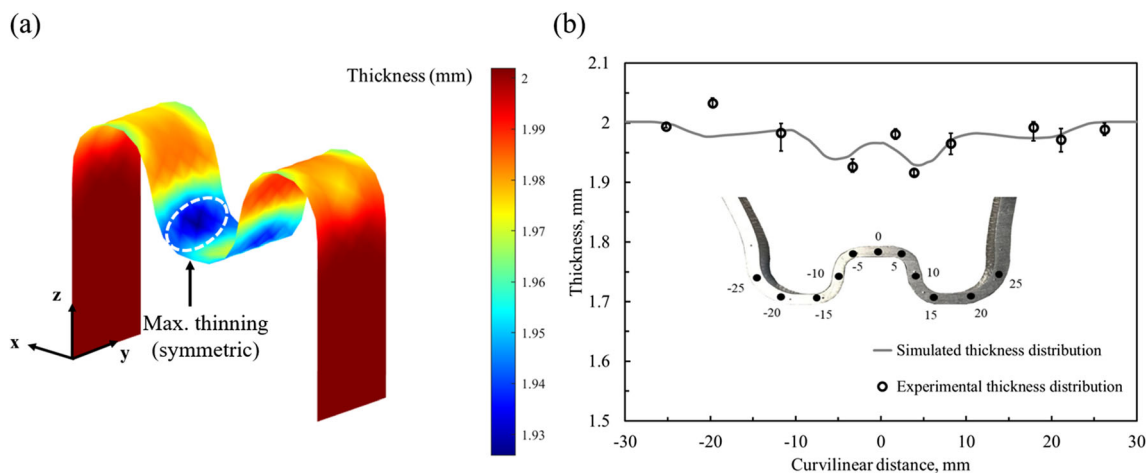 (a)
Thickness (mm)
2
1.99
1.98
1.97
1.96
1.95
1.94
1.93
Max. thinning
(symmetric)
z
x
y
(b)
Thickness, mm
2.1
2
1.9
1.8
1.7
1.6
1.5
0
-5
5
-10
10
-25
25
-20
-15
15
20
Simulated thickness distribution
Experimental thickness distribution
-30
-20
-10
0
10
20
30
Curvilinear distance, mm